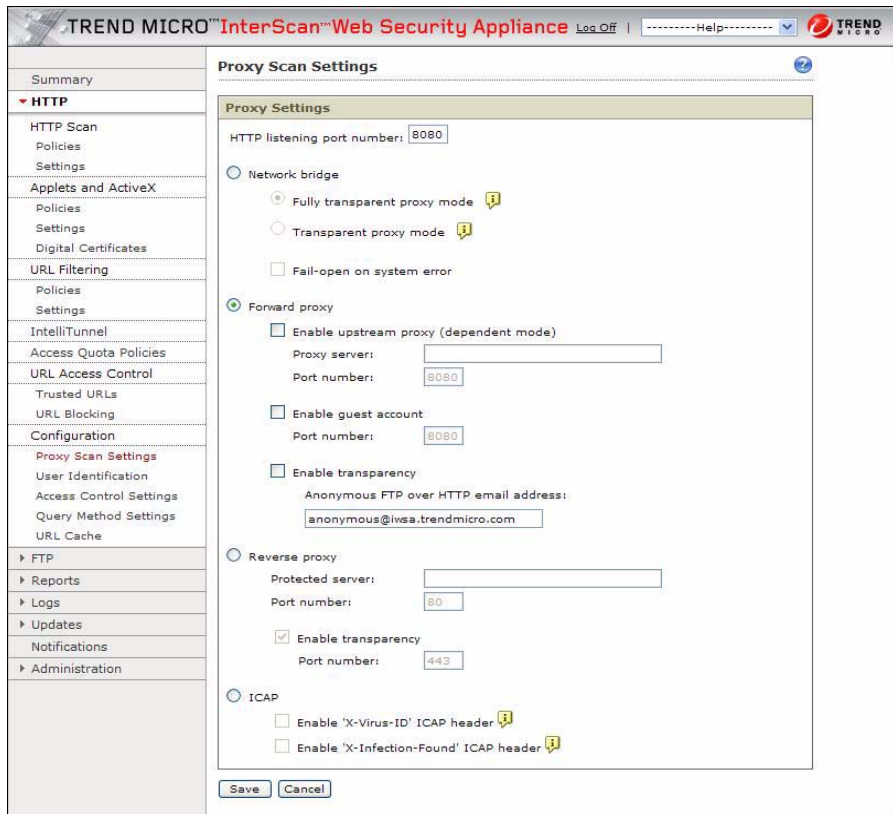 TREND MICRO™ InterScan™ Web Security Appliance Log Off | ---------Help--------- TREND MICRO
Summary
HTTP
HTTP Scan
Policies
Settings
Applets and ActiveX
Policies
Settings
Digital Certificates
URL Filtering
Policies
Settings
IntelliTunnel
Access Quota Policies
URL Access Control
Trusted URLs
URL Blocking
Configuration
Proxy Scan Settings
User Identification
Access Control Settings
Query Method Settings
URL Cache
FTP
Reports
Logs
Updates
Notifications
Administration
Proxy Scan Settings
Proxy Settings
HTTP listening port number: 8080
Network bridge
Fully transparent proxy mode
Transparent proxy mode
Fail-open on system error
Forward proxy
Enable upstream proxy (dependent mode)
Proxy server:
Port number: 8080
Enable guest account
Port number: 8080
Enable transparency
Anonymous FTP over HTTP email address:
anonymous@iwsa.trendmicro.com
Reverse proxy
Protected server:
Port number: 80
Enable transparency
Port number: 443
ICAP
Enable 'X-Virus-ID' ICAP header
Enable 'X-Infection-Found' ICAP header
Save Cancel